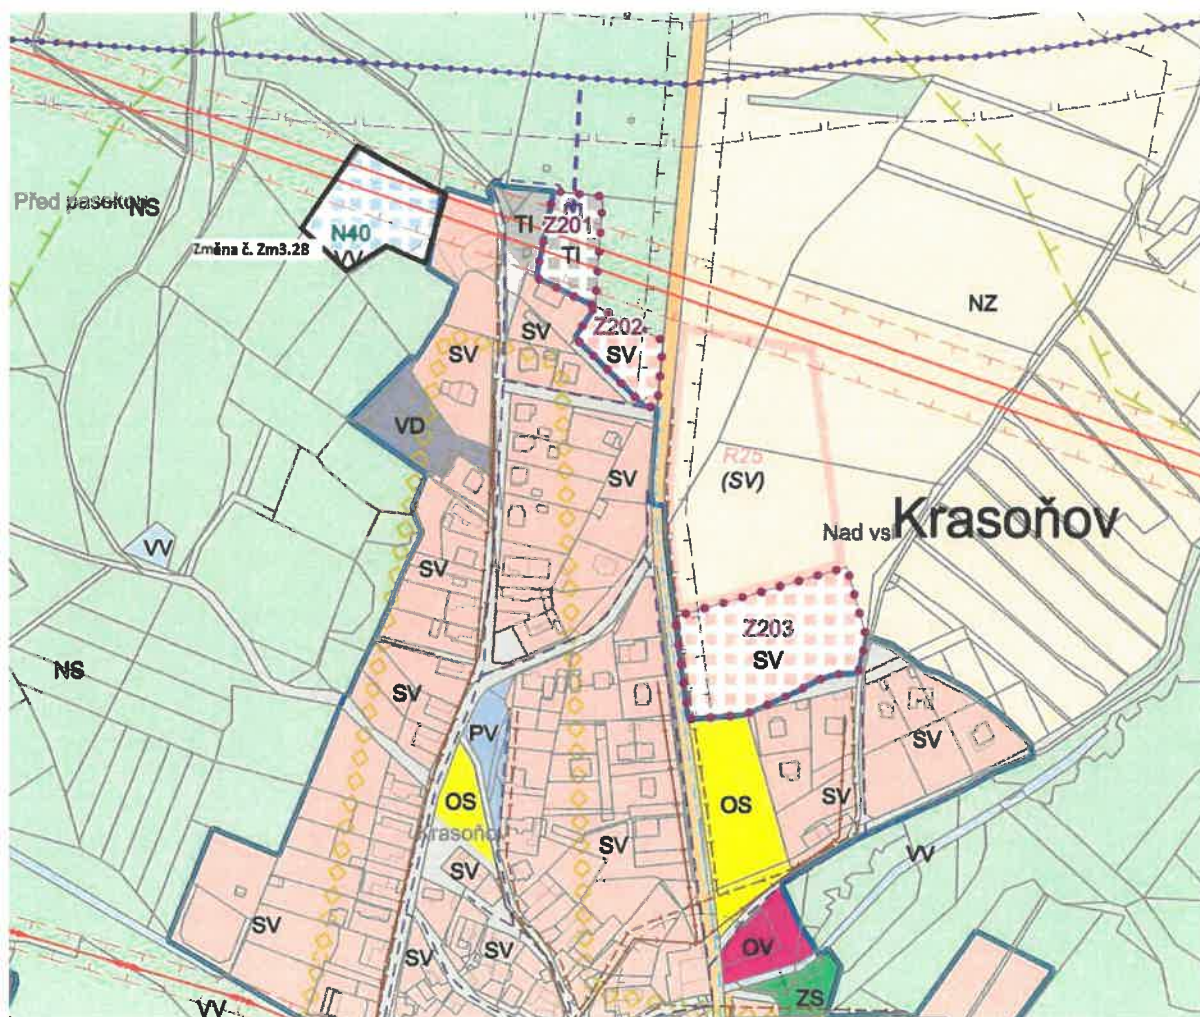 Před pasekou
NS
N40
VV
Změna č. Zm3.28
TI
Z201
TI
Z202
SV
SV
SV
NZ
VD
SV
R25
(SV)
Nad vsí
Krasoňov
VV
SV
Z203
SV
NS
SV
PV
SV
OS
OS
SV
Krasoňov
SV
VV
SV
SV
OV
SV
SV
ZS
VV